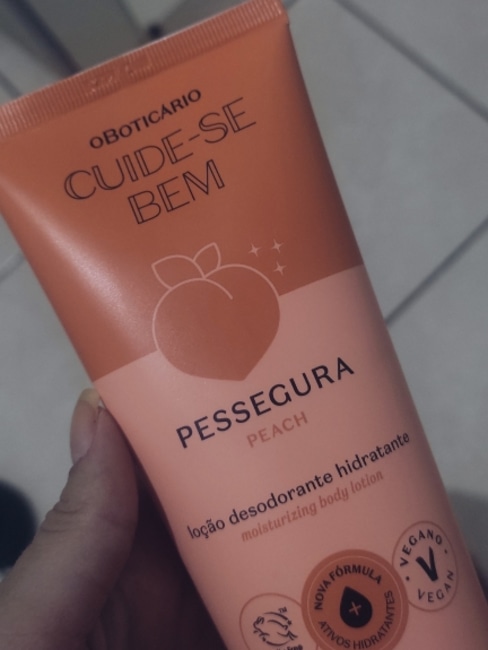 oBOTICÁRIO
CUIDE-SE
BEM
PESSEGURA
PEACH
loção desodorante hidratante
moisturizing body lotion
NOVA FÓRMULA
ATIVOS HIDRATANTES
VEGANO
VEGAN